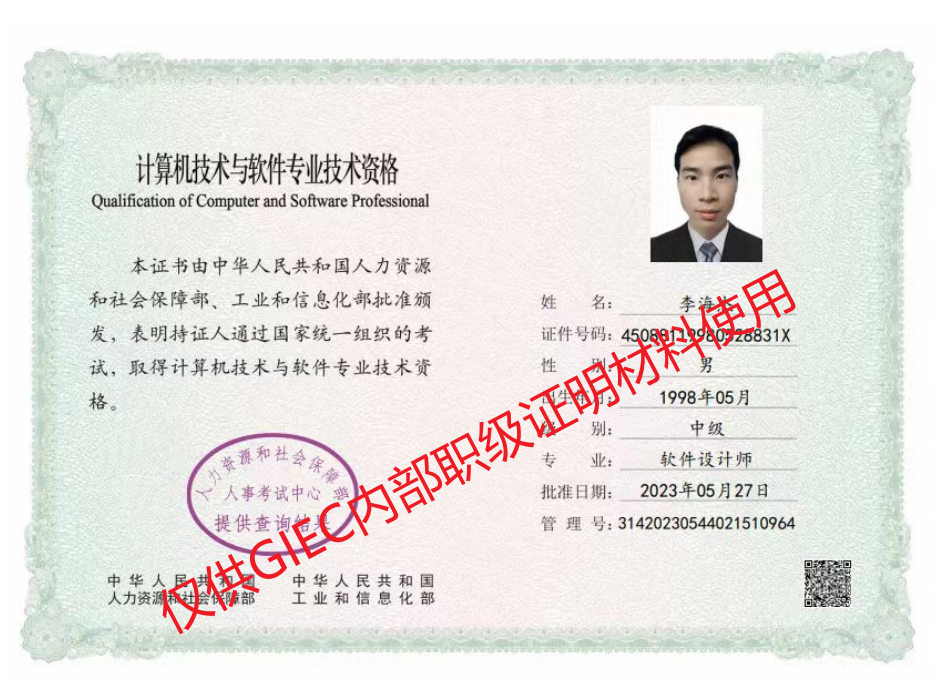 计算机技术与软件专业技术资格
Qualification of Computer and Software Professional
本证书由中华人民共和国人力资源
和社会保障部、工业和信息化部批准颁
发，表明持证人通过国家统一组织的考
试，取得计算机技术与软件专业技术资
格。
人力资源和社会保障部
人事考试中心
提供查询结果
中华人民共和国
人力资源和社会保障部
中华人民共和国
工业和信息化部
姓 名：李海
证件号码：
性 别：男
出生年月：1998年05月
级 别：中级
专 业：软件设计师
批准日期：2023年05月27日
管 理 号：31420230544021510964
仅供GIEC内部职级证明材料使用